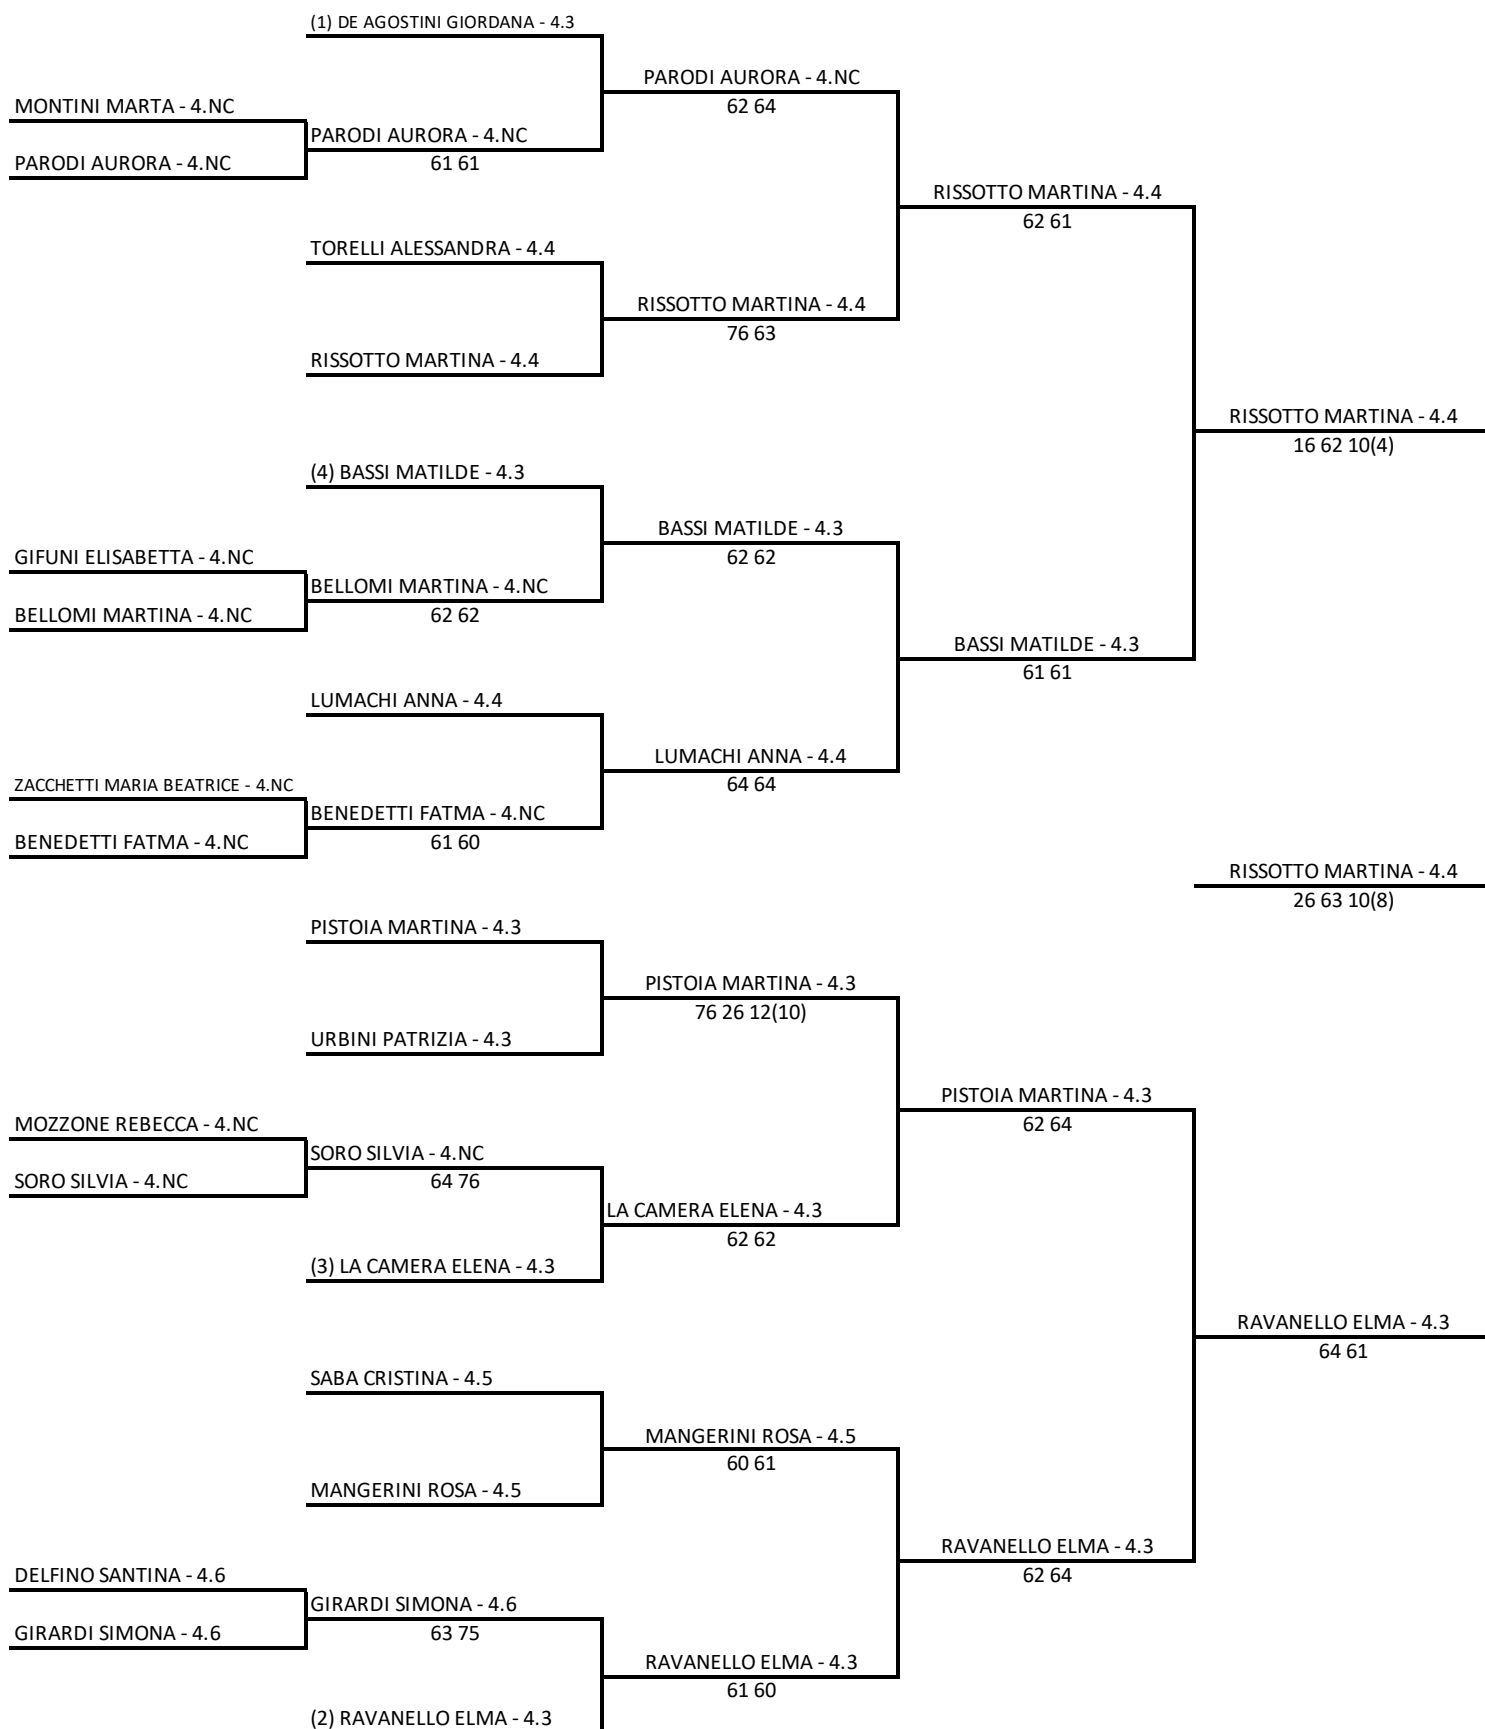 (1) DE AGOSTINI GIORDANA - 4.3
PARODI AURORA - 4.NC
62 64
MONTINI MARTA - 4.NC
PARODI AURORA - 4.NC
61 61
PARODI AURORA - 4.NC
RISSOTTO MARTINA - 4.4
62 61
TORELLI ALESSANDRA - 4.4
RISSOTTO MARTINA - 4.4
76 63
RISSOTTO MARTINA - 4.4
RISSOTTO MARTINA - 4.4
16 62 10(4)
(4) BASSI MATILDE - 4.3
BASSI MATILDE - 4.3
62 62
GIFUNI ELISABETTA - 4.NC
BELLOMI MARTINA - 4.NC
62 62
BELLOMI MARTINA - 4.NC
BASSI MATILDE - 4.3
61 61
LUMACHI ANNA - 4.4
LUMACHI ANNA - 4.4
64 64
ZACCHETTI MARIA BEATRICE - 4.NC
BENEDETTI FATMA - 4.NC
61 60
BENEDETTI FATMA - 4.NC
RISSOTTO MARTINA - 4.4
26 63 10(8)
PISTOIA MARTINA - 4.3
PISTOIA MARTINA - 4.3
76 26 12(10)
URBINI PATRIZIA - 4.3
PISTOIA MARTINA - 4.3
62 64
MOZZONE REBECCA - 4.NC
SORO SILVIA - 4.NC
64 76
SORO SILVIA - 4.NC
LA CAMERA ELENA - 4.3
62 62
(3) LA CAMERA ELENA - 4.3
RAVANELLO ELMA - 4.3
64 61
SABA CRISTINA - 4.5
MANGERINI ROSA - 4.5
60 61
MANGERINI ROSA - 4.5
RAVANELLO ELMA - 4.3
62 64
DELFINO SANTINA - 4.6
GIRARDI SIMONA - 4.6
63 75
GIRARDI SIMONA - 4.6
RAVANELLO ELMA - 4.3
61 60
(2) RAVANELLO ELMA - 4.3